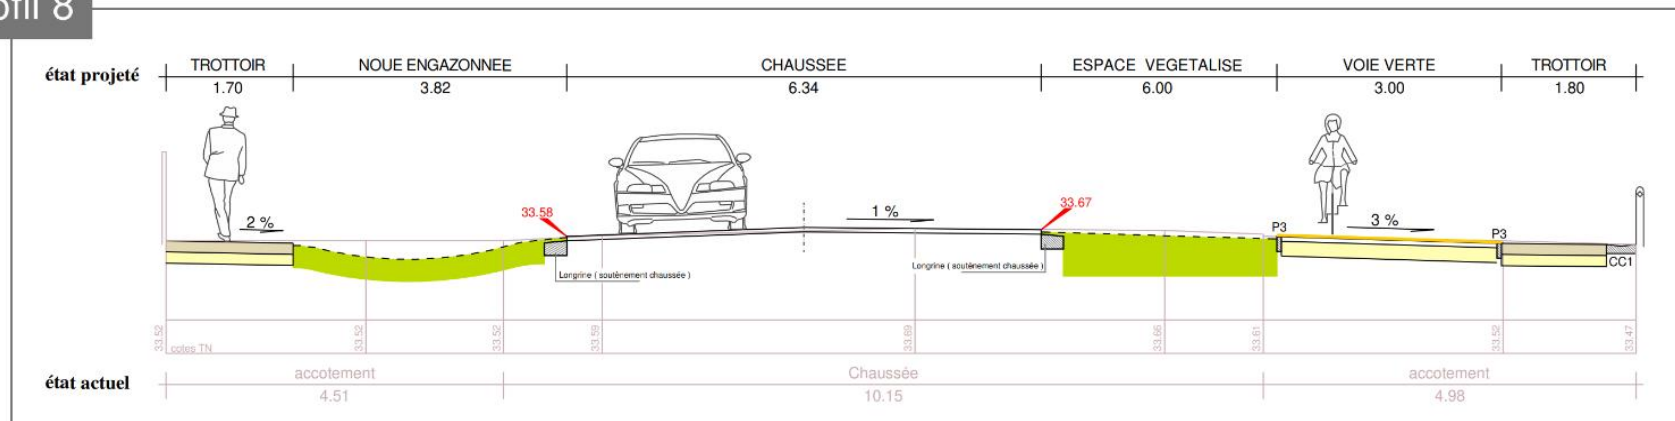 ofil 8
TROTTOIR NOUE ENGAZONNEE CHAUSSEE ESPACE VEGETALISE VOIE VERTE TROTTOIR
état projeté
1.70 3.82 6.34 6.00 3.00 1.80
33.58 33.67
2 % 1 % 3 %
P3 P3
Longrine ( soutènement chaussée ) Longrine ( soutènement chaussée ) CC1
33.52 33.52 33.52 33.59 33.69 33.66 33.61 33.52 33.47
cotes TN
accotement Chaussée accotement
état actuel
4.51 10.15 4.98